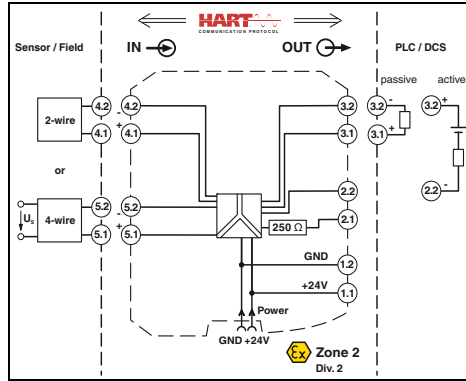 HART
COMMUNICATION PROTOCOL
Sensor / Field
IN
OUT
PLC / DCS
passive
active
2-wire
4.2
4.1
4.2
-
+
4.1
3.2
3.1
3.2
-
+
3.1
3.2
+
or
Us
4-wire
5.2
5.1
5.2
-
+
5.1
2.2
250 Ω
2.1
2.2
-
GND
1.2
+24V
1.1
Power
GND +24V
Ex
Zone 2
Div. 2